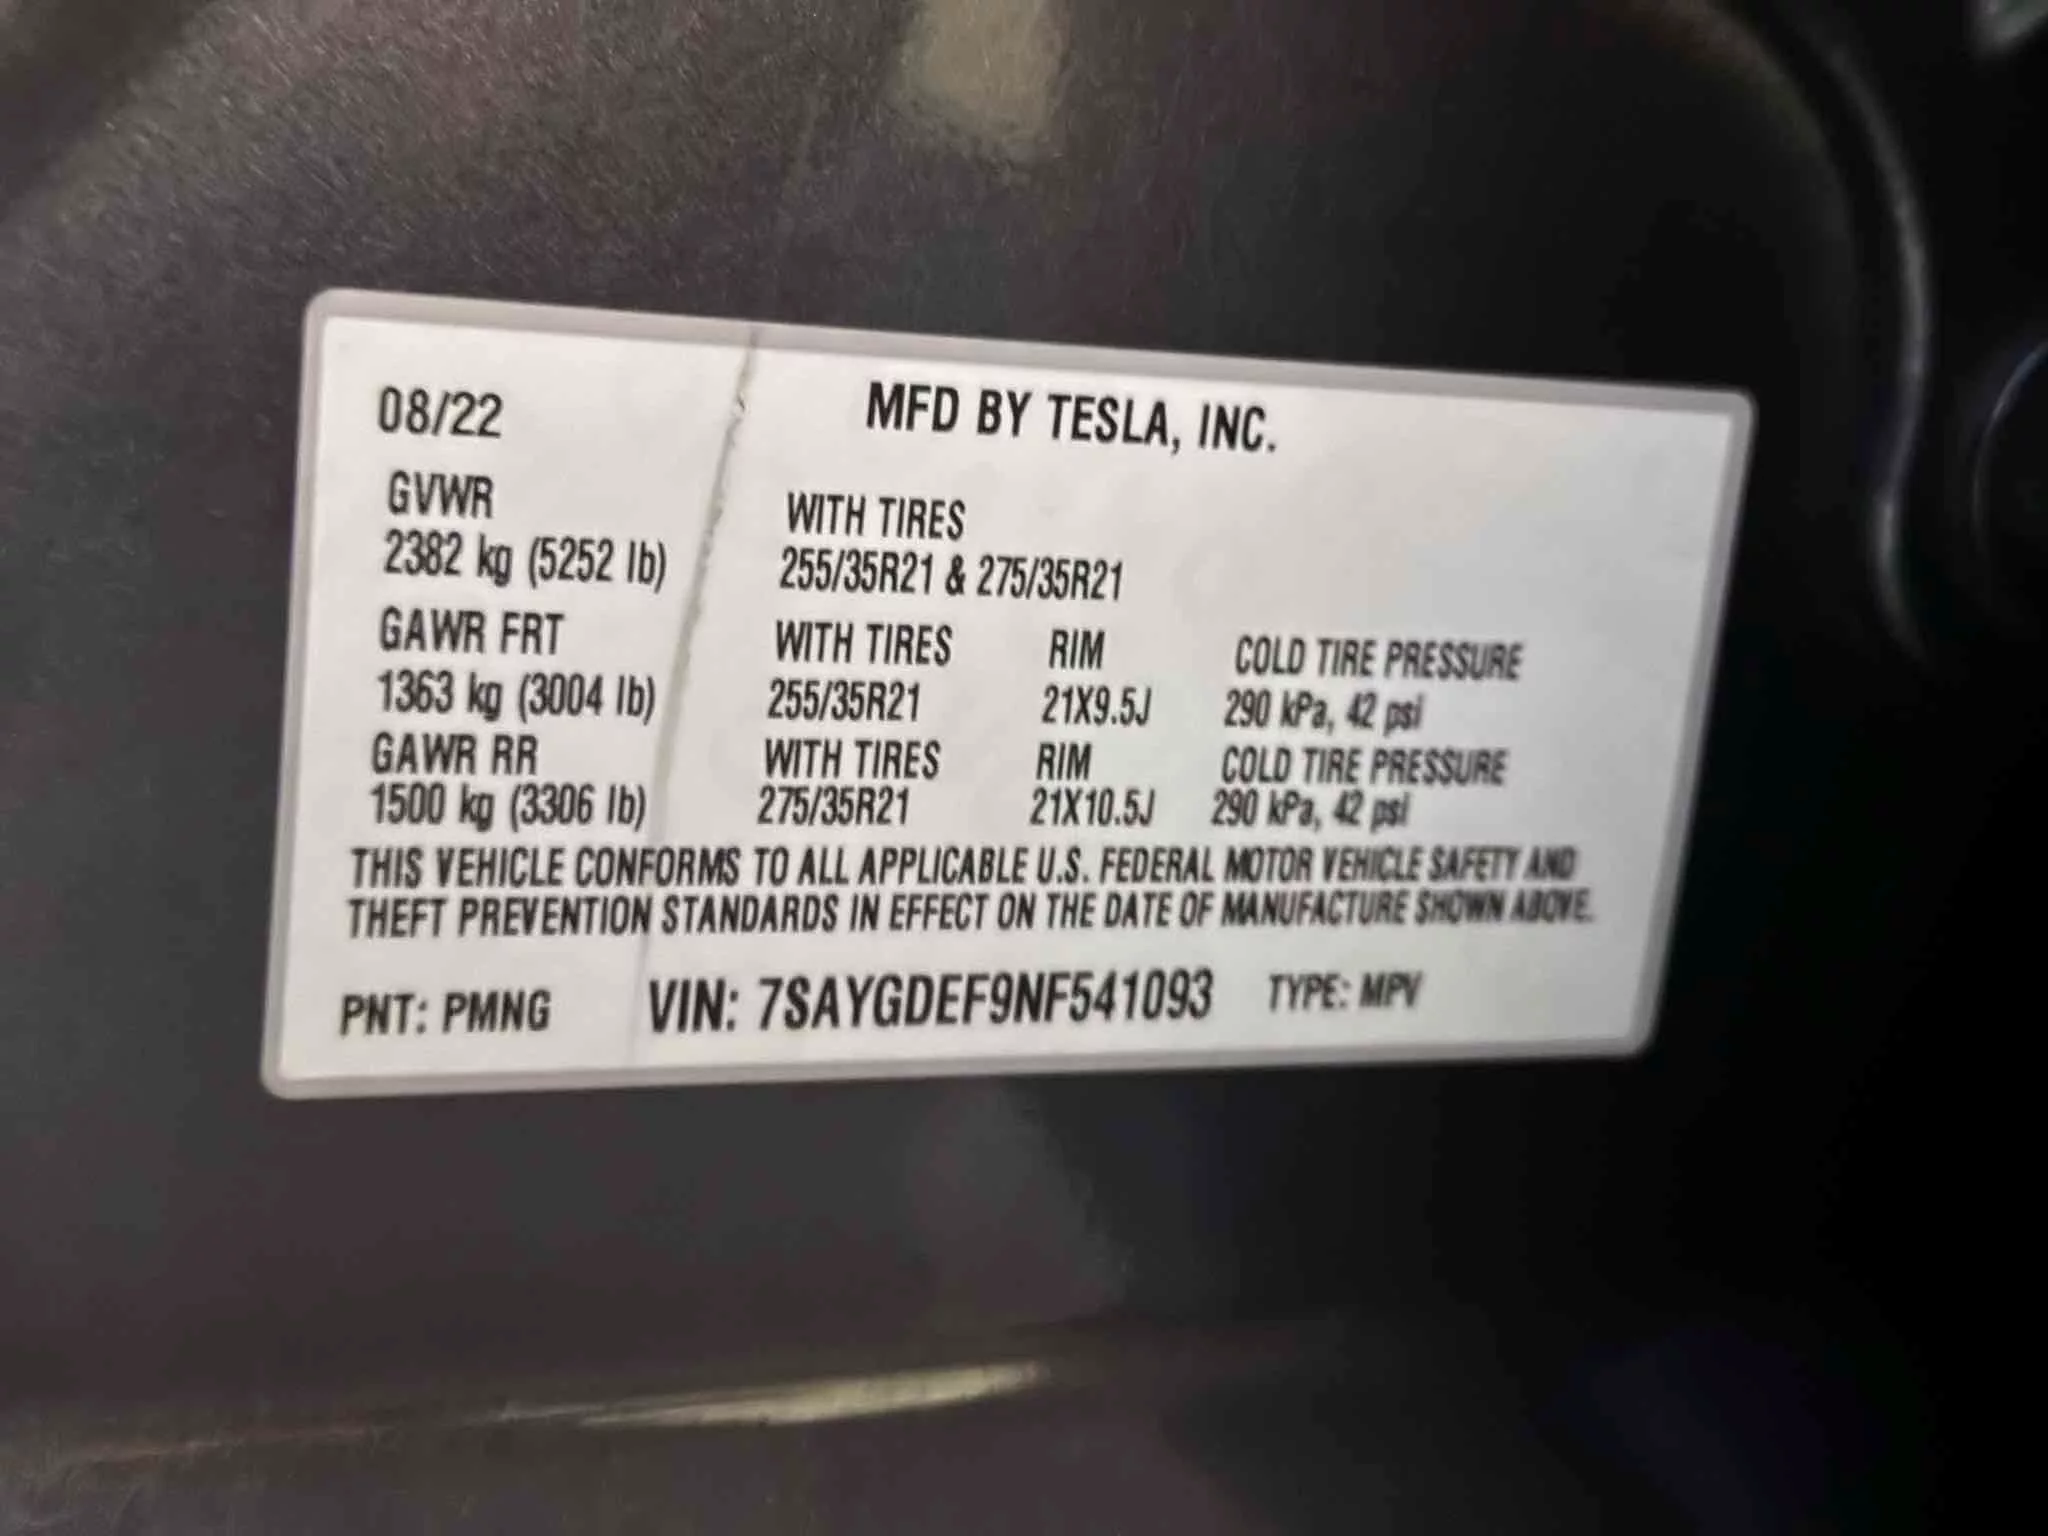 08/22 MFD BY TESLA, INC.
GVWR WITH TIRES
2382 kg (5252 lb) 255/35R21 & 275/35R21
GAWR FRT WITH TIRES RIM COLD TIRE PRESSURE
1363 kg (3004 lb) 255/35R21 21X9.5J 290 kPa, 42 psi
GAWR RR WITH TIRES RIM COLD TIRE PRESSURE
1500 kg (3306 lb) 275/35R21 21X10.5J 290 kPa, 42 psi
THIS VEHICLE CONFORMS TO ALL APPLICABLE U.S. FEDERAL MOTOR VEHICLE SAFETY AND
THEFT PREVENTION STANDARDS IN EFFECT ON THE DATE OF MANUFACTURE SHOWN ABOVE.
PNT: PMNG VIN: 7SAYGDEF9NF541093 TYPE: MPV